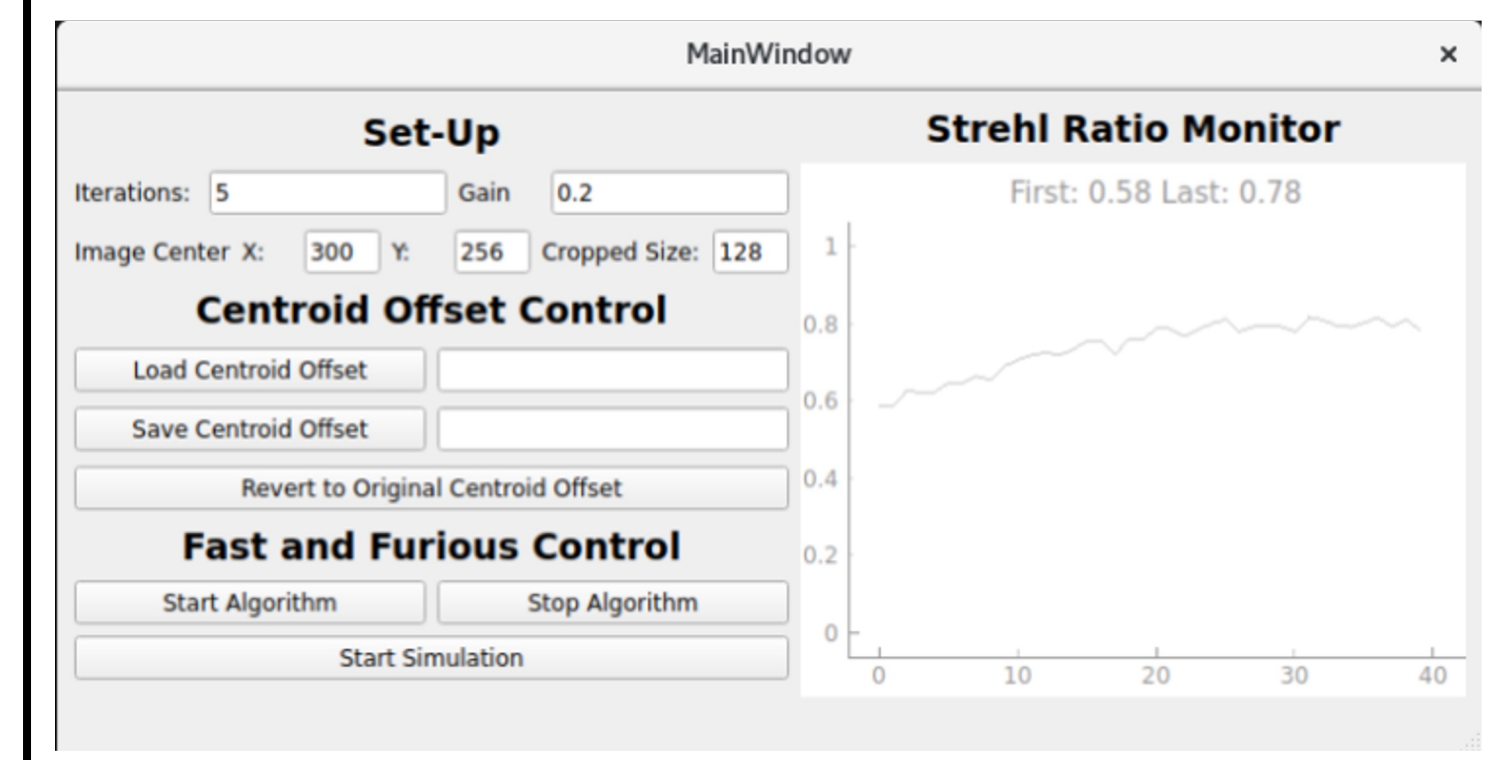 MainWindow ×
Set-Up
Iterations: 5 Gain 0.2
Image Center X: 300 Y: 256 Cropped Size: 128
Centroid Offset Control
Load Centroid Offset
Save Centroid Offset
Revert to Original Centroid Offset
Fast and Furious Control
Start Algorithm Stop Algorithm
Start Simulation
Strehl Ratio Monitor
First: 0.58 Last: 0.78
1
0.8
0.6
0.4
0.2
0
0 10 20 30 40